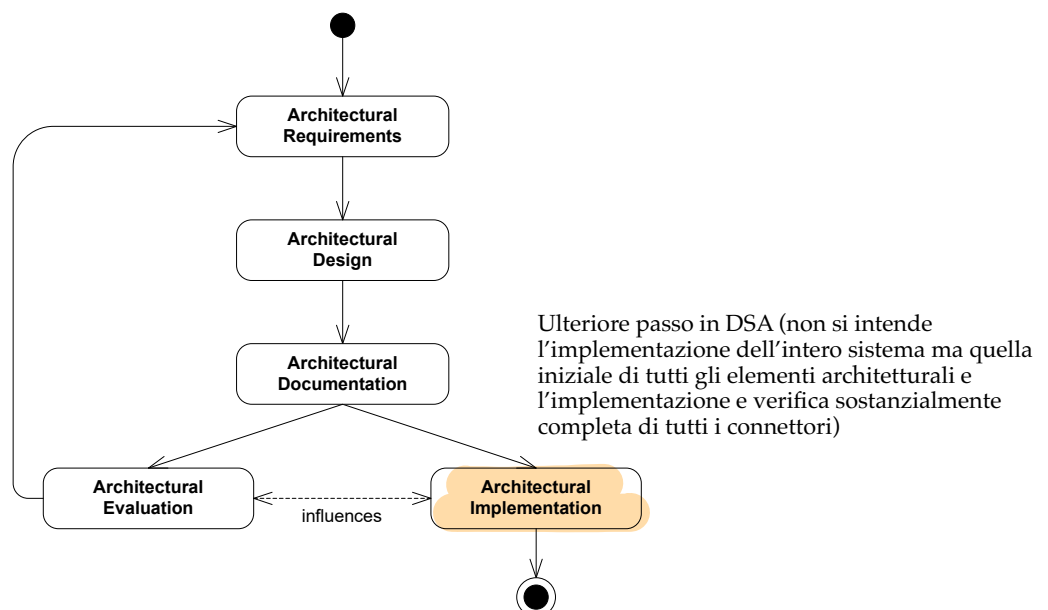 Architectural
Requirements
Architectural
Design
Architectural
Documentation
Ulteriore passo in DSA (non si intende
l’implementazione dell’intero sistema ma quella
iniziale di tutti gli elementi architetturali e
l’implementazione e verifica sostanzialmente
completa di tutti i connettori)
Architectural
Evaluation
influences
Architectural
Implementation